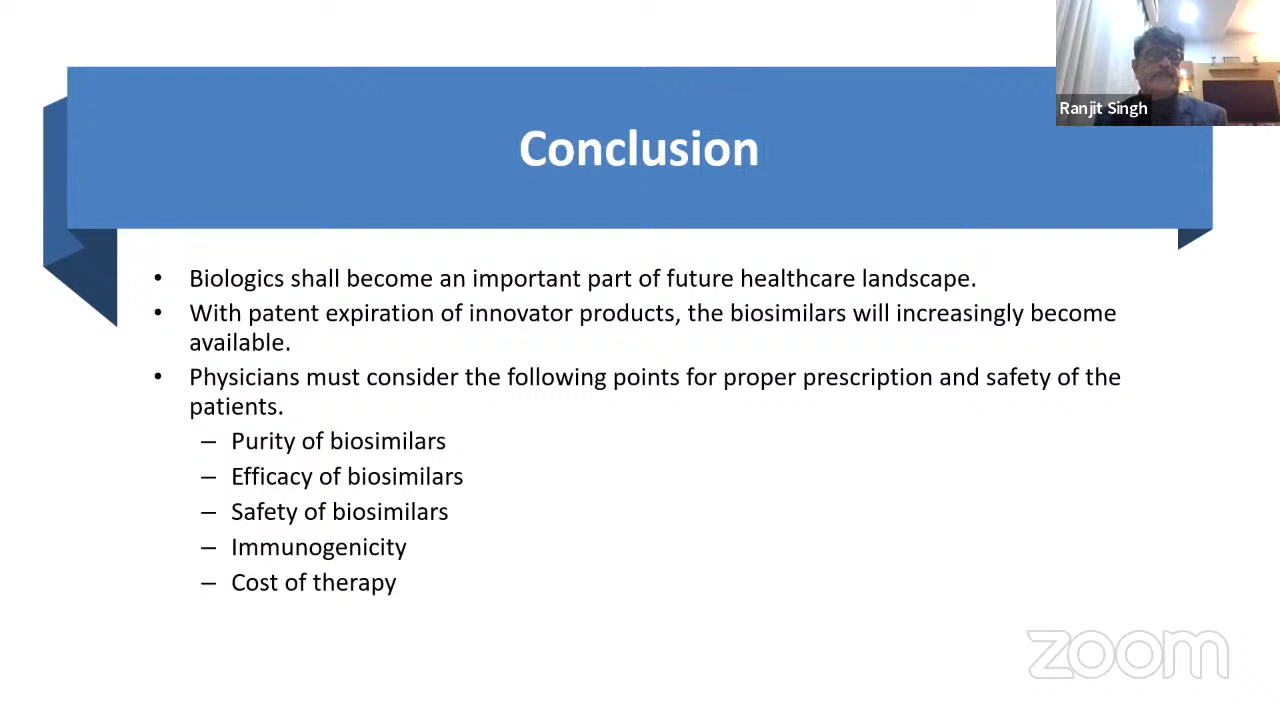 Ranjit Singh
Conclusion
• Biologics shall become an important part of future healthcare landscape.
• With patent expiration of innovator products, the biosimilars will increasingly become
available.
• Physicians must consider the following points for proper prescription and safety of the
patients.
– Purity of biosimilars
– Efficacy of biosimilars
– Safety of biosimilars
– Immunogenicity
– Cost of therapy
zoom